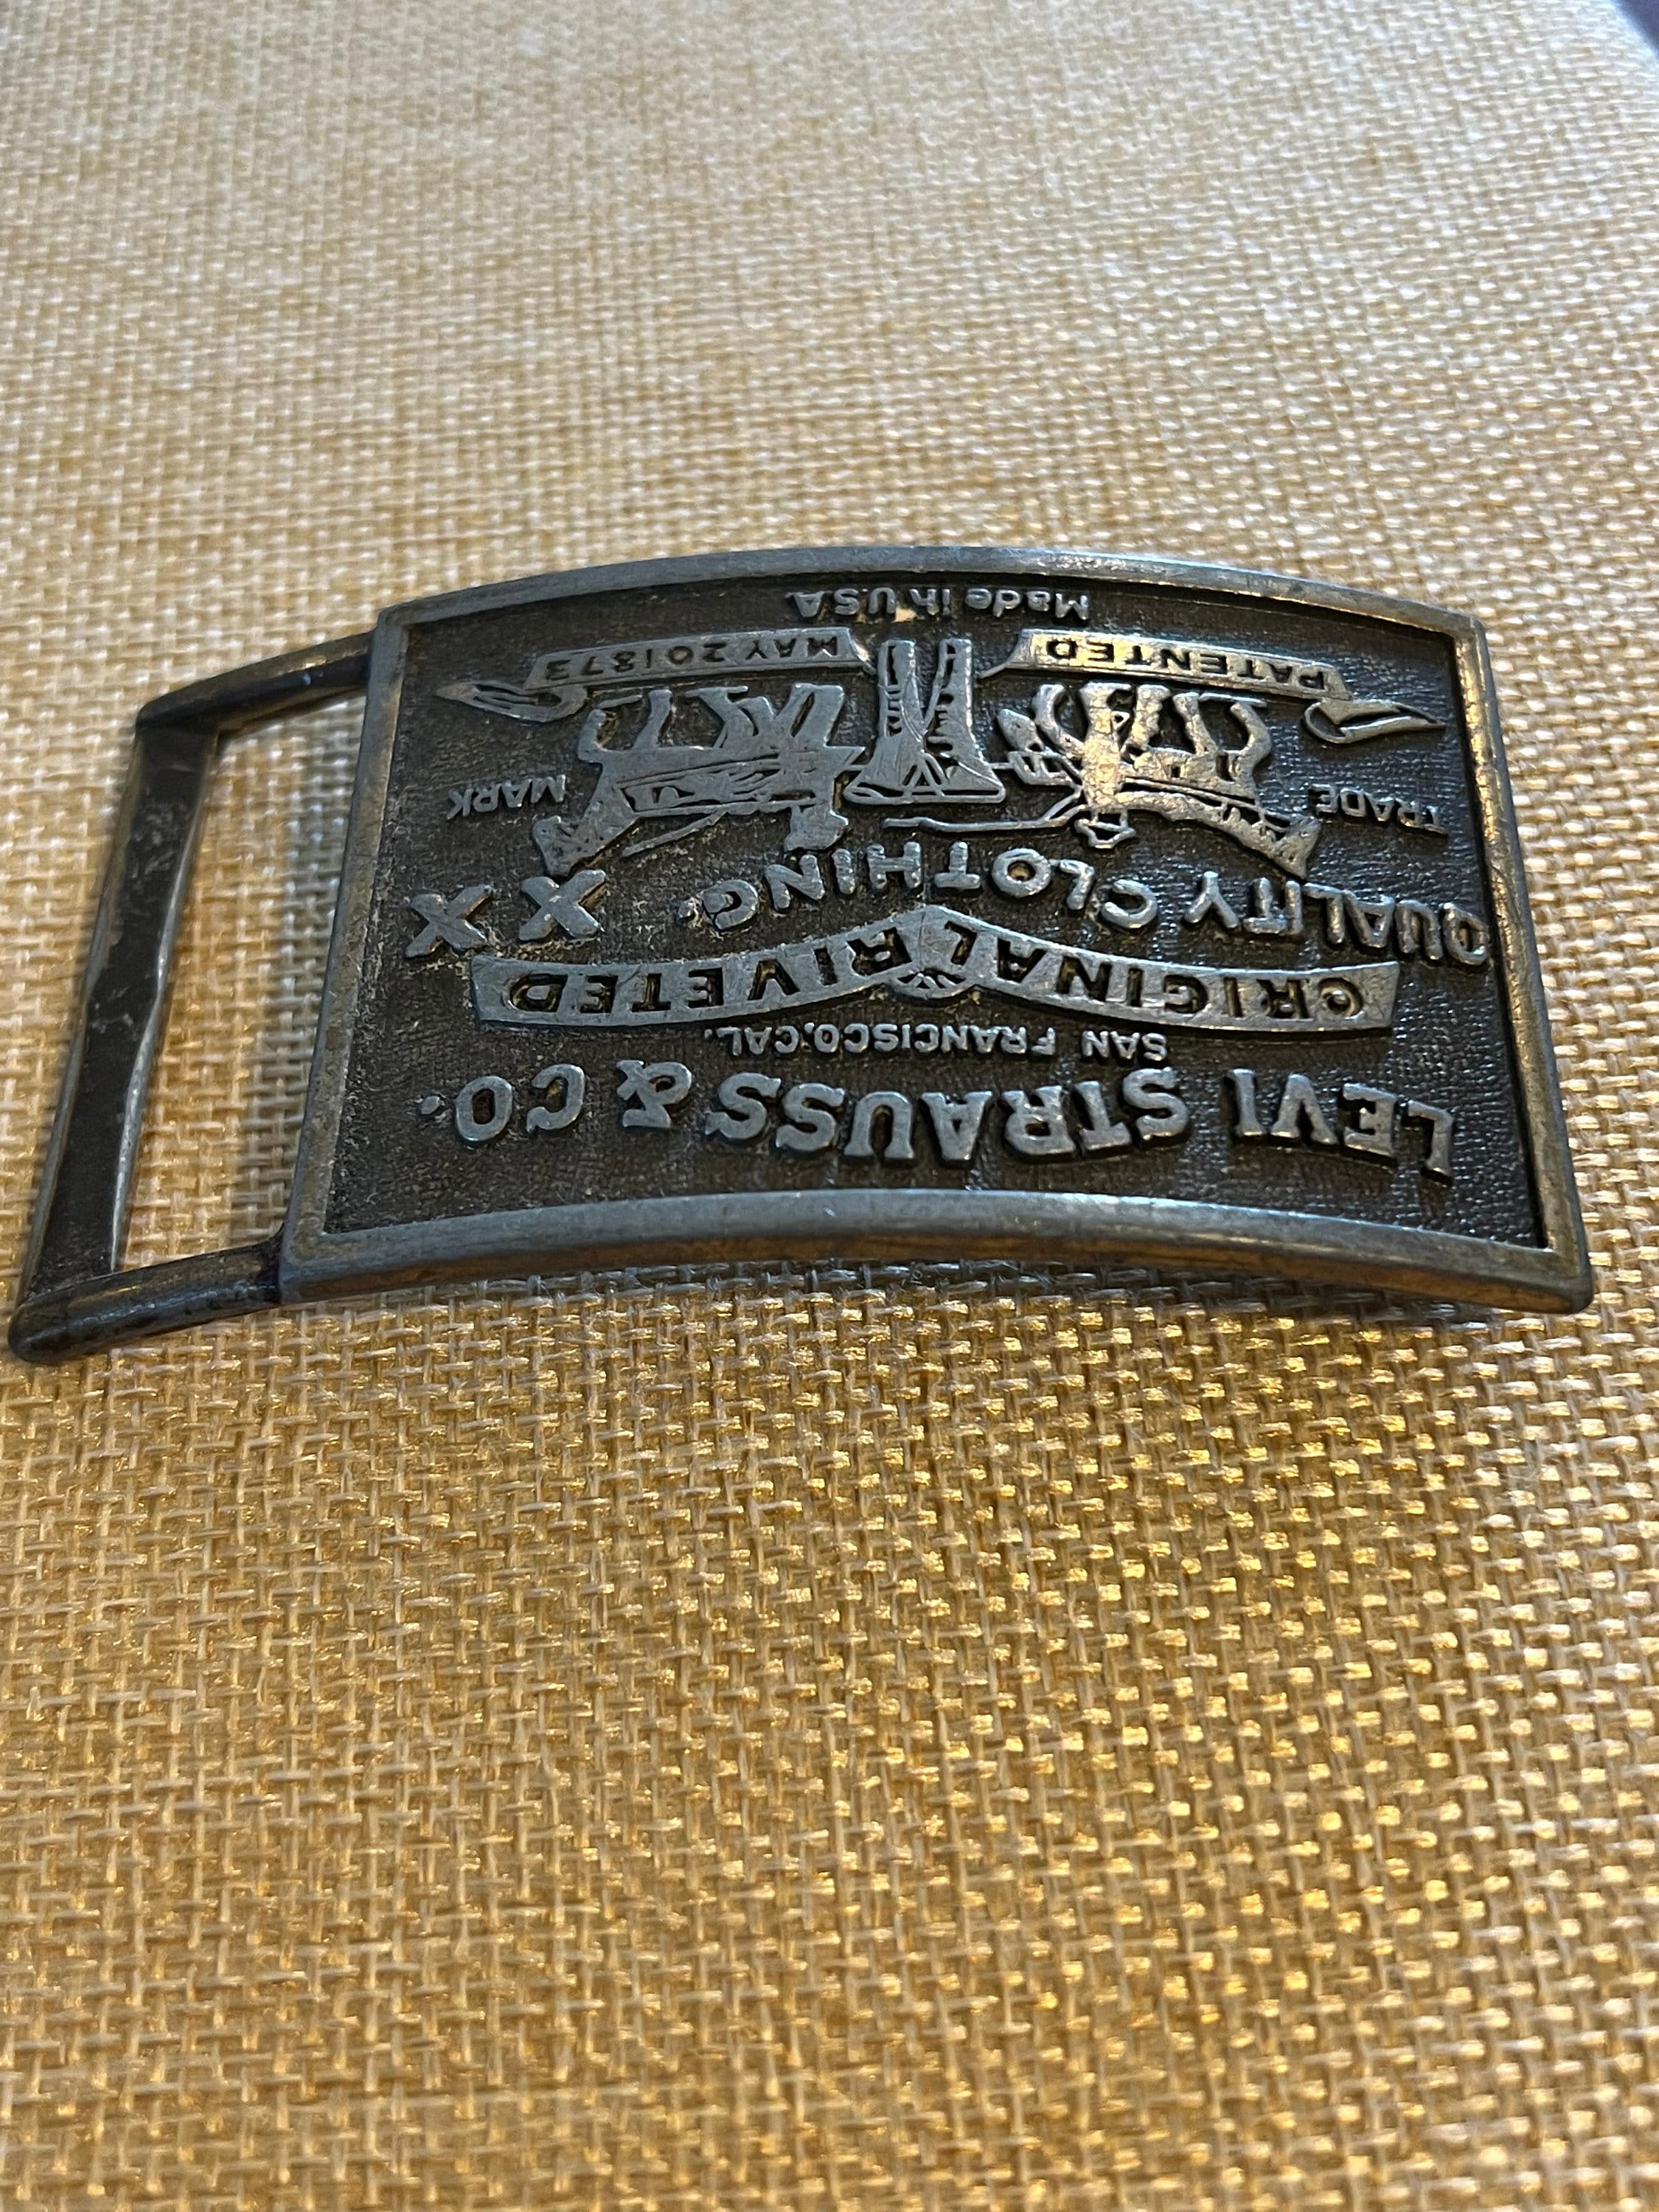 LEVI STRAUSS & CO.
SAN FRANCISCO, CAL.
ORIGINAL RIVETED
QUALITY CLOTHING. XX
TRADE MARK
PATENTED MAY 20 1873
Made in U.S.A